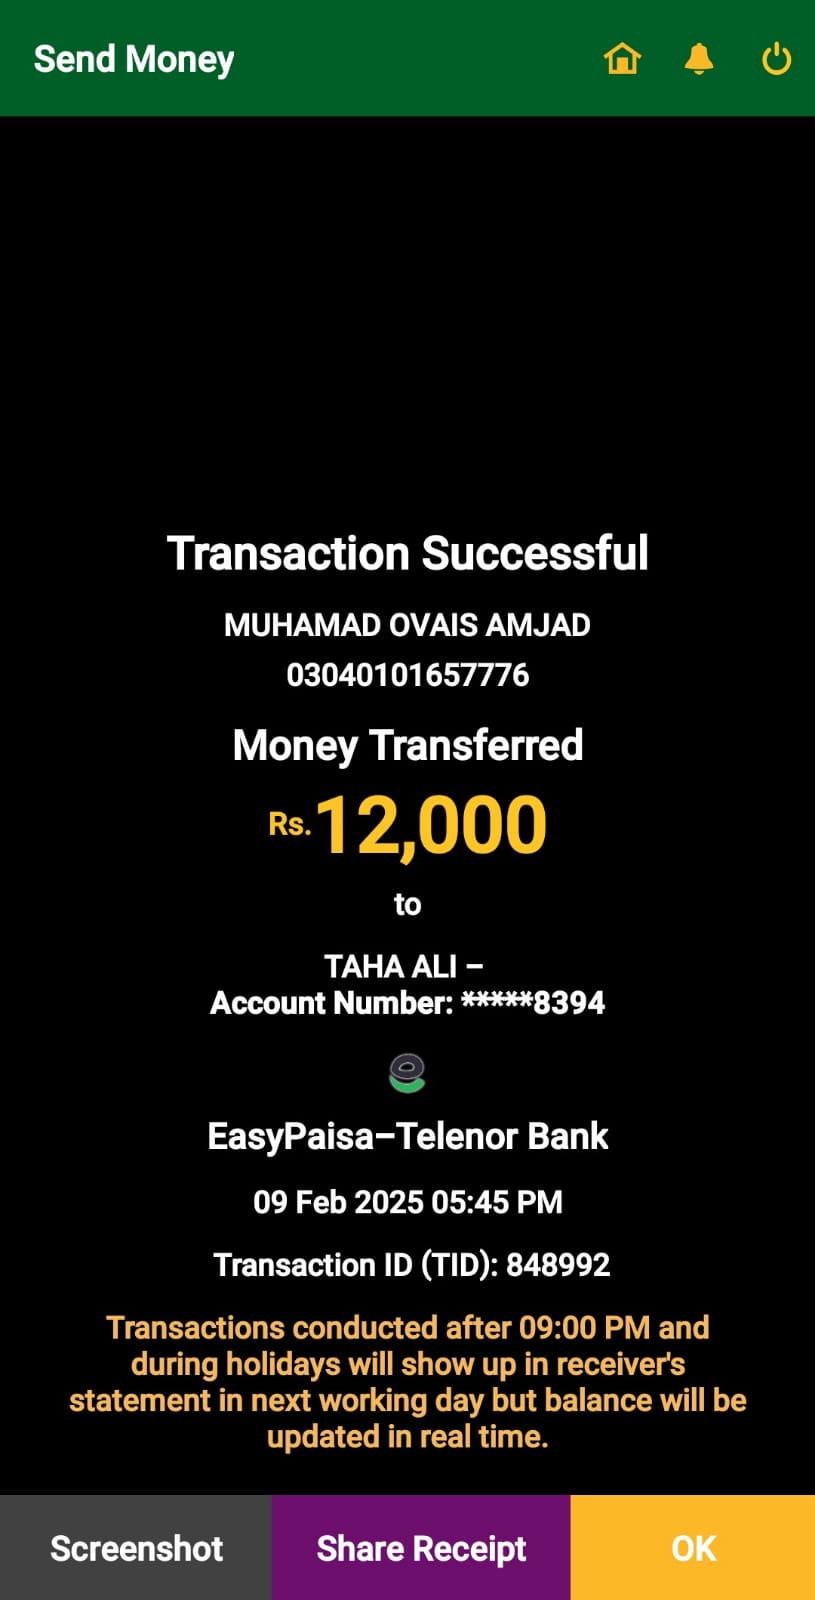 Send Money
Transaction Successful
MUHAMAD OVAIS AMJAD
03040101657776
Money Transferred
Rs.12,000
to
TAHA ALI –
Account Number: *****8394
EasyPaisa–Telenor Bank
09 Feb 2025 05:45 PM
Transaction ID (TID): 848992
Transactions conducted after 09:00 PM and
during holidays will show up in receiver's
statement in next working day but balance will be
updated in real time.
Screenshot
Share Receipt
OK